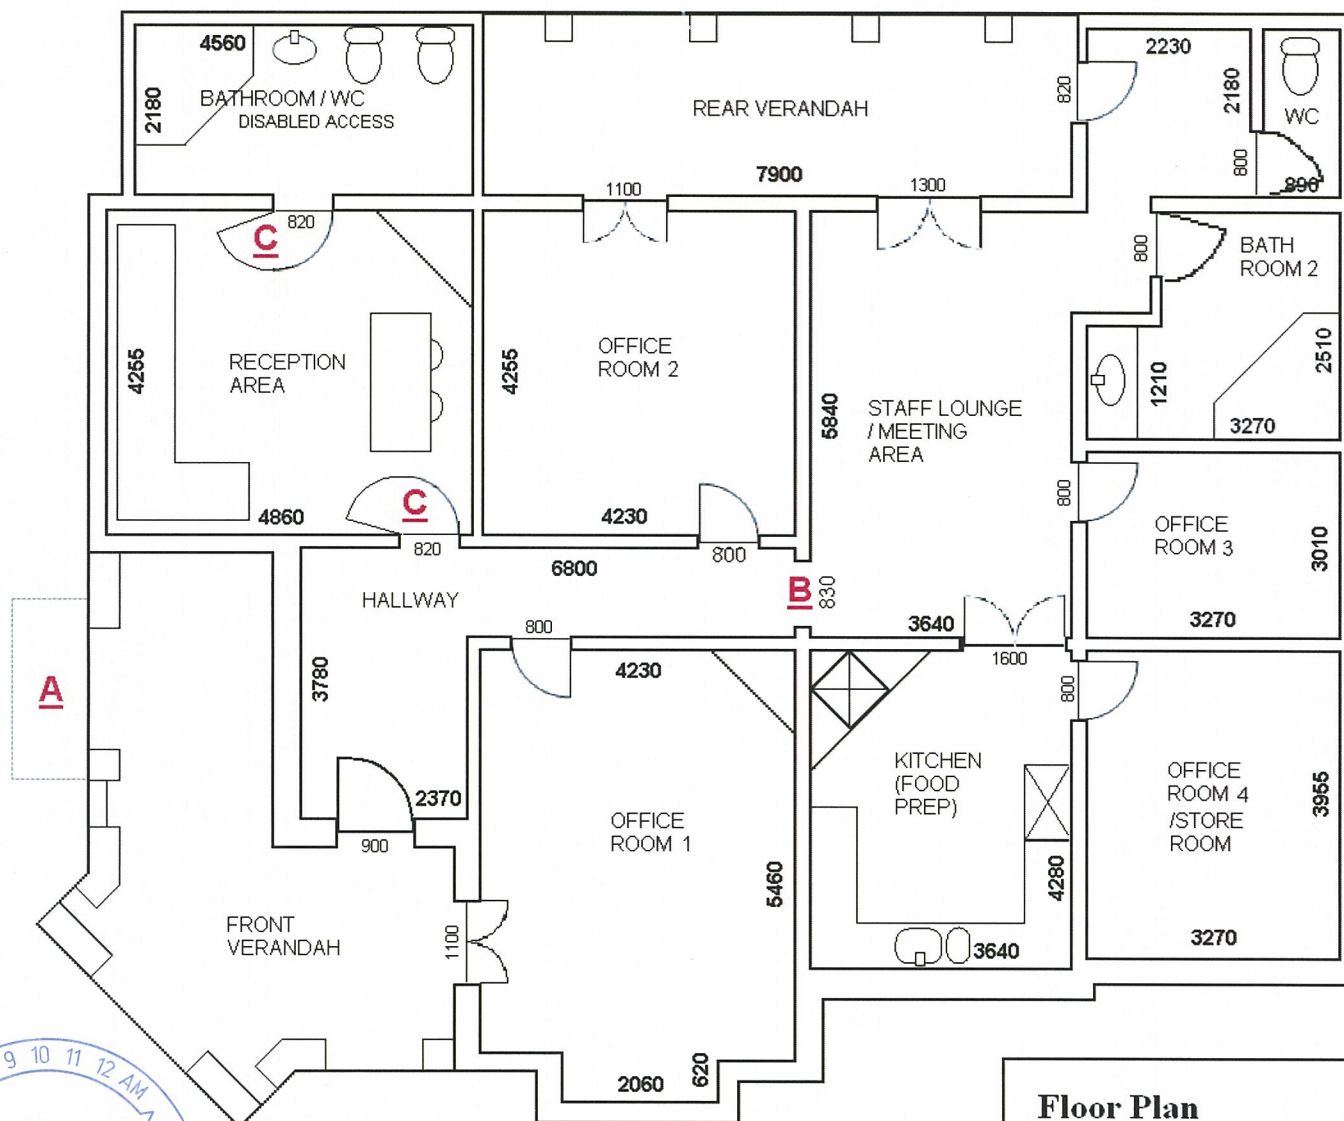 4560
2180
BATHROOM / WC
DISABLED ACCESS
REAR VERANDAH
7900
820
2230
2180
WC
800
890
820
C
1100
1300
800
BATH
ROOM 2
4255
RECEPTION
AREA
4255
OFFICE
ROOM 2
5840
STAFF LOUNGE
/ MEETING
AREA
1210
2510
3270
C
4860
820
4230
800
800
OFFICE
ROOM 3
3010
3270
6800
HALLWAY
B
830
3640
1600
800
A
3780
800
4230
2370
900
KITCHEN
(FOOD
PREP)
4280
3640
OFFICE
ROOM 4
/STORE
ROOM
3955
3270
OFFICE
ROOM 1
5460
FRONT
VERANDAH
1100
2060
620
9 10 11 12 AM
Floor Plan